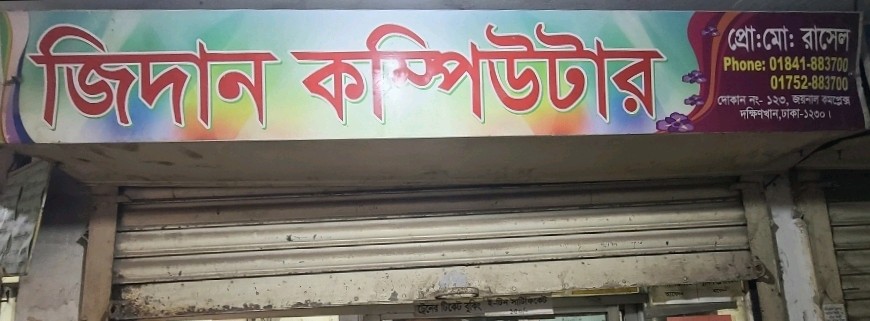 জিদান কম্পিউটার
প্রো:মো: রাসেল
Phone: 01841-883700
01752-883700
দোকান নং- ১২৩, জয়নাল কমপ্লেক্স
দক্ষিণখান,ঢাকা-১২৩০।
ট্রেনের টিকেট বুকিং ই-টিন সার্টিফিকেট